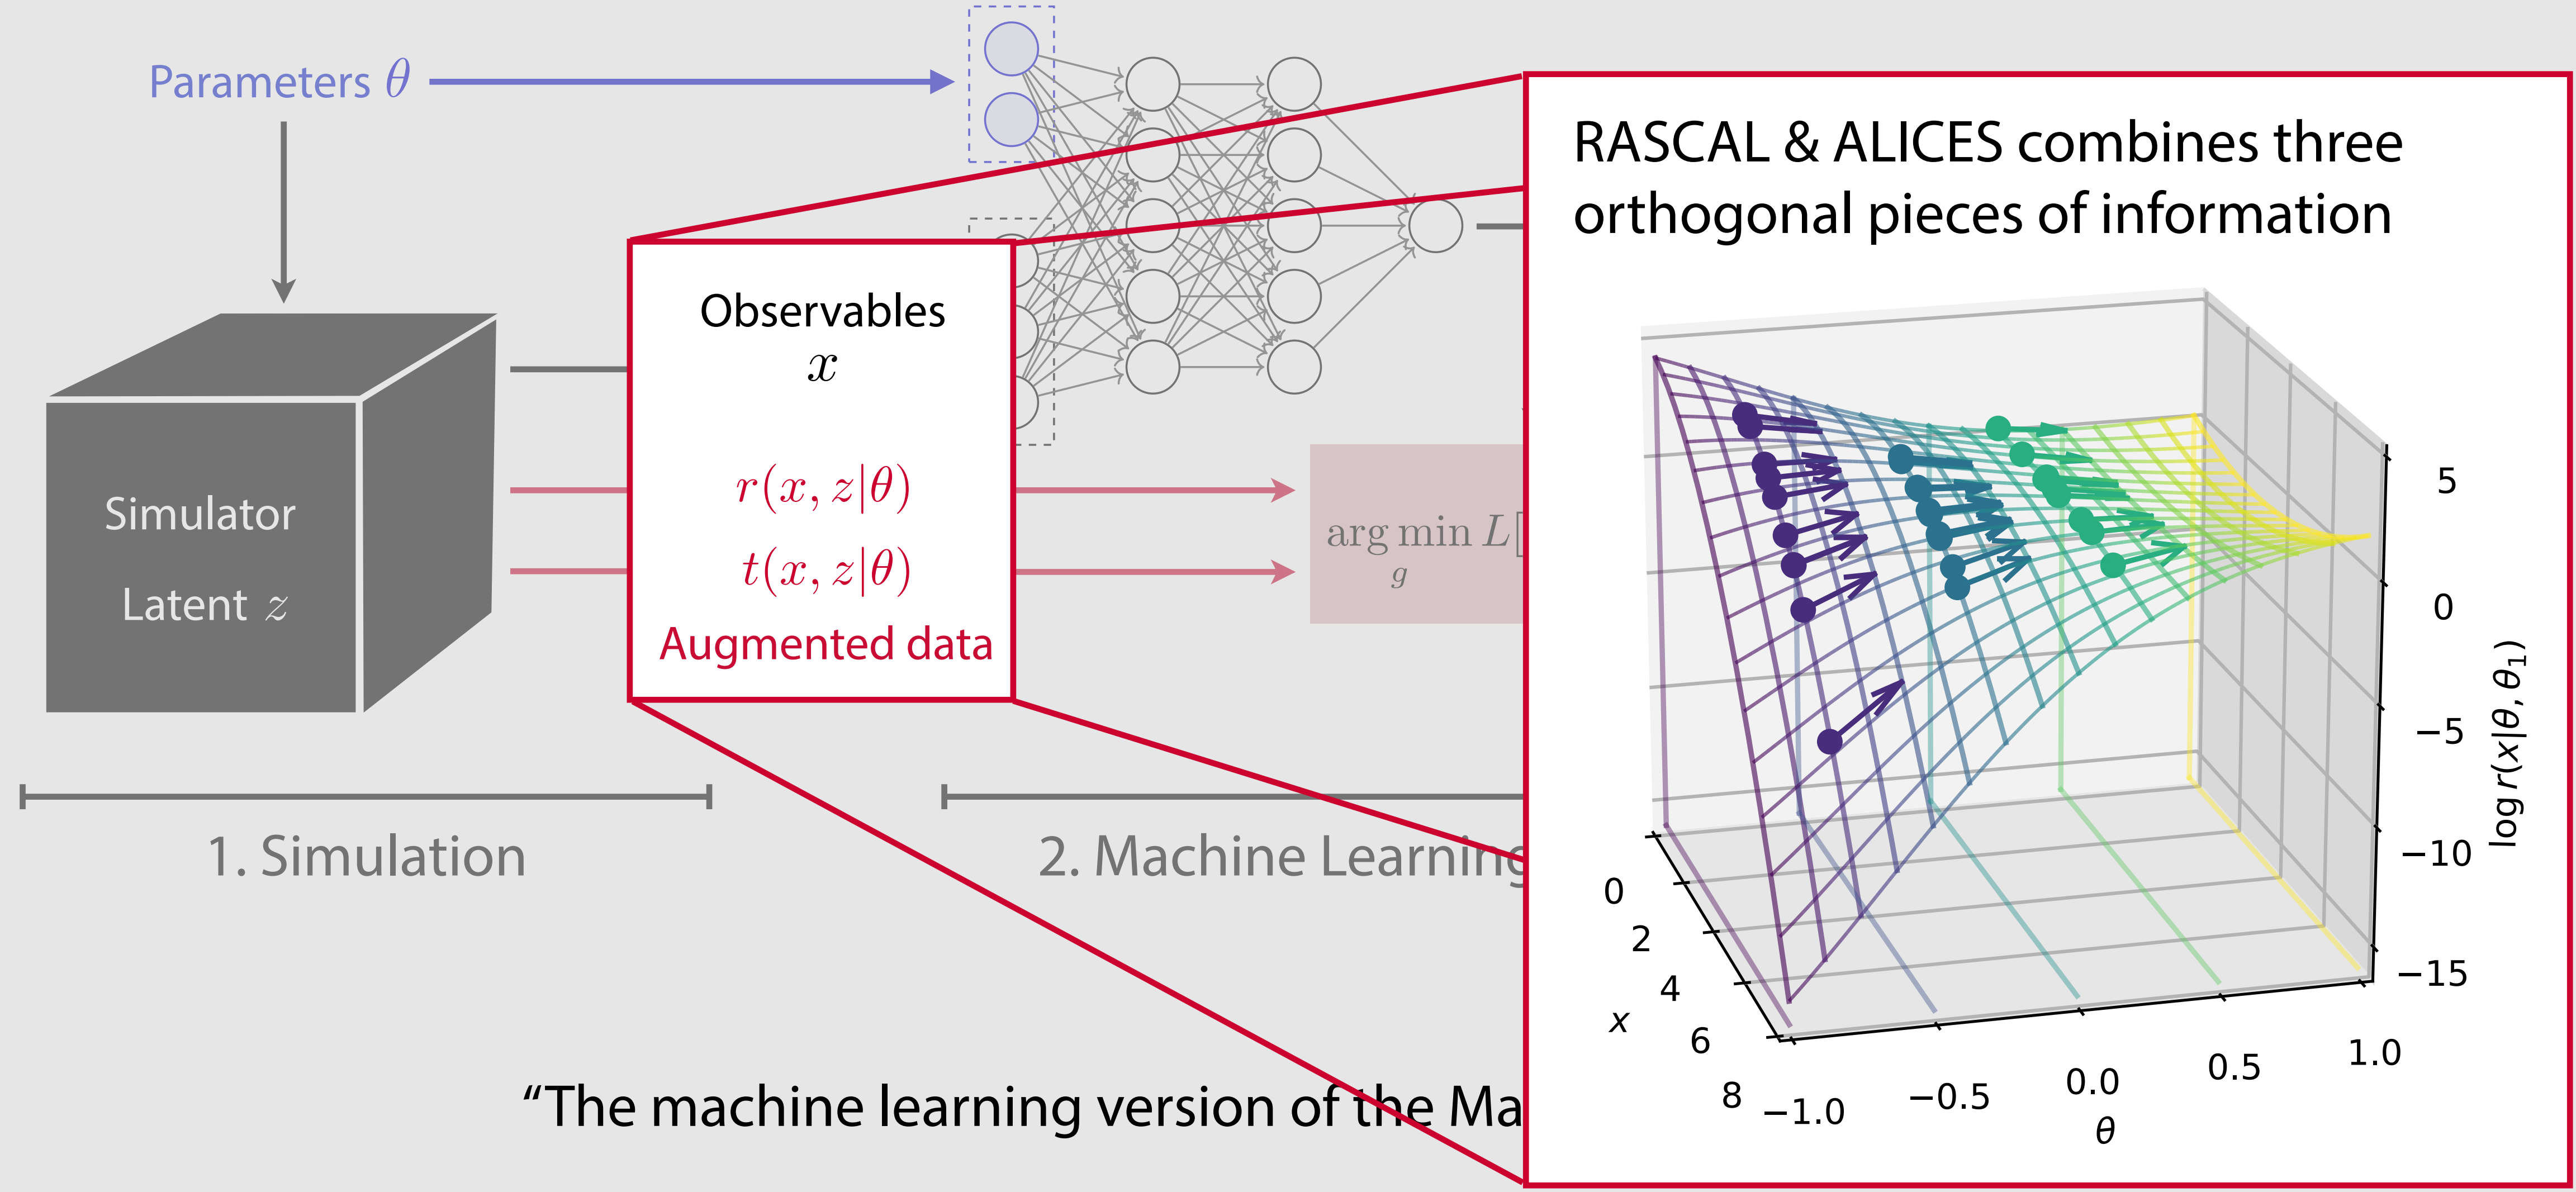 Parameters θ
Simulator
Latent z
Observables
x
r(x, z|θ)
t(x, z|θ)
Augmented data
arg min L[
g
1. Simulation
2. Machine Learning
“The machine learning version of the Ma
RASCAL & ALICES combines three
orthogonal pieces of information
5
0
−5
−10
−15
log r(x|θ, θ₁)
0
2
4
6
8
x
−1.0
−0.5
0.0
0.5
1.0
θ